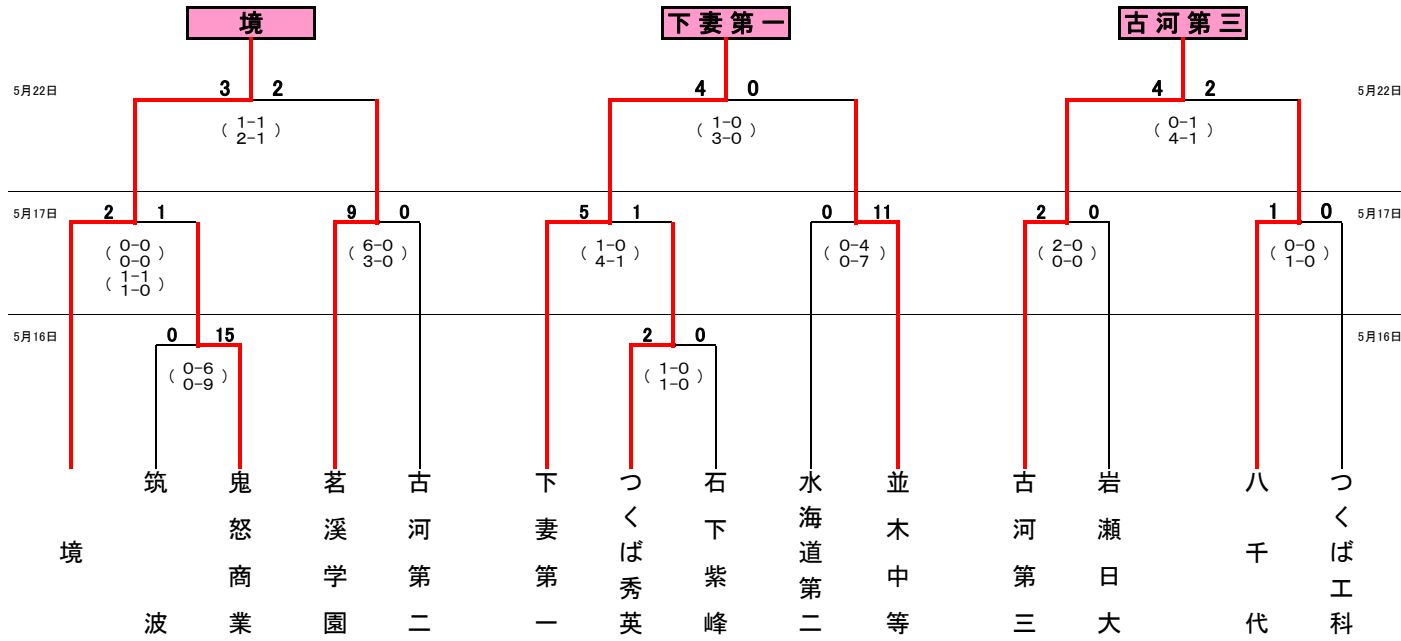 境 下妻第一 古河第三
5月22日 3 2 4 0 4 2 5月22日
( 1-1 ) ( 1-0 ) ( 0-1 )
2-1 3-0 4-1
5月17日 2 1 9 0 5 1 0 11 2 0 1 0 5月17日
( 0-0 ) ( 6-0 ) ( 1-0 ) ( 0-4 ) ( 2-0 ) ( 0-0 )
0-0 3-0 4-1 0-7 0-0 1-0
( 1-1 )
1-0
5月16日 0 15 2 0 5月16日
( 0-6 ) ( 1-0 )
0-9 1-0
境
筑波
鬼怒商業
茗溪学園
古河第二
下妻第一
つくば秀英
石下紫峰
水海道第二
並木中等
古河第三
岩瀬日大
八千代
つくば工科